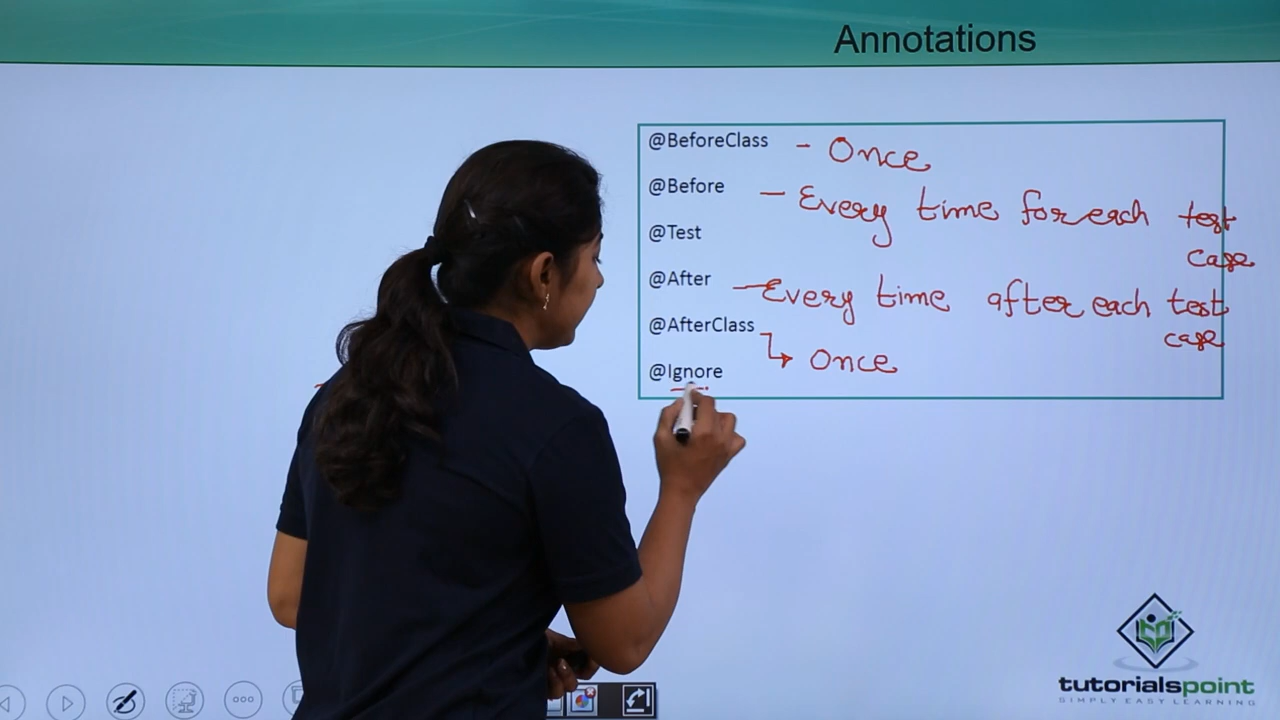 Annotations
@BeforeClass - Once
@Before - Every time for each test
case
@Test
@After - Every time after each test
case
@AfterClass
Once
@Ignore
tutorialspoint
SIMPLY EASY LEARNING